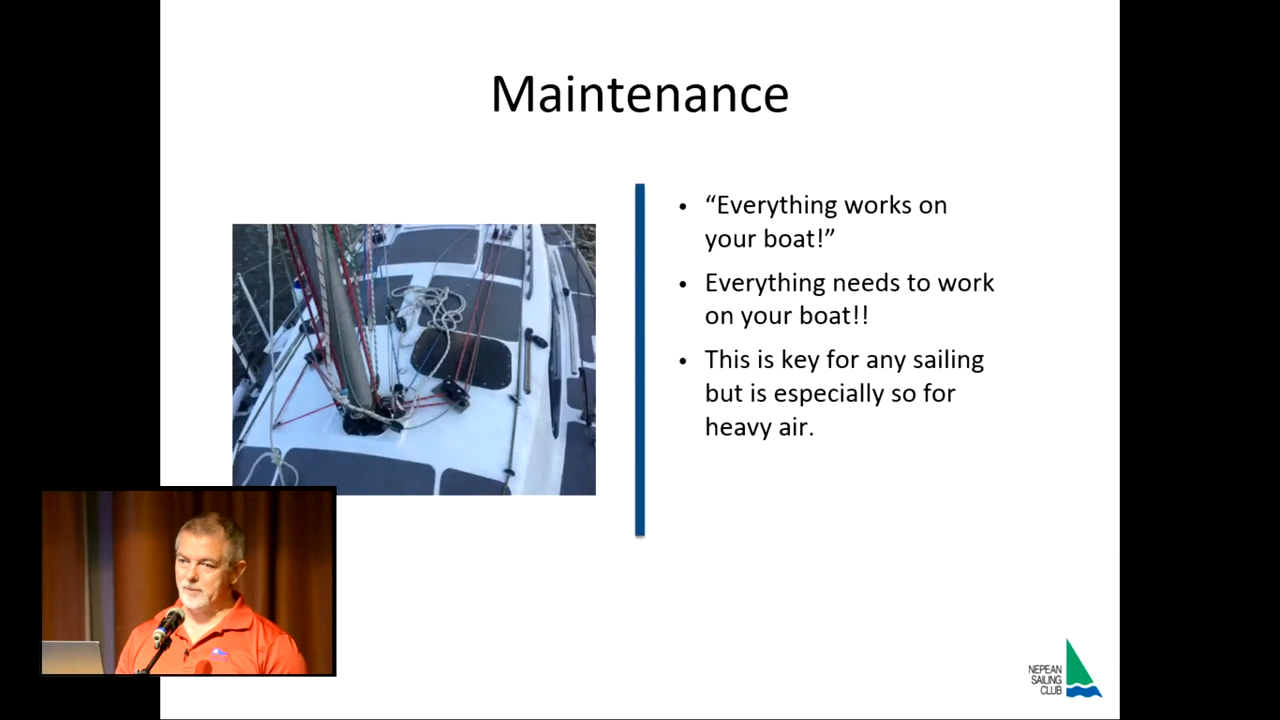 Maintenance
• “Everything works on
your boat!”
• Everything needs to work
on your boat!!
• This is key for any sailing
but is especially so for
heavy air.
NEPEAN
SAILING
CLUB